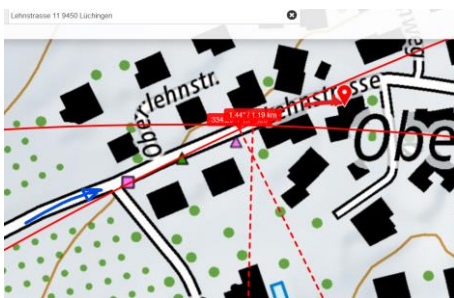 Lehnstrasse 11 9450 Lüchingen
Oberlehnstr.
Lehnstrasse
334
1.44" / 1.19 km
Obe